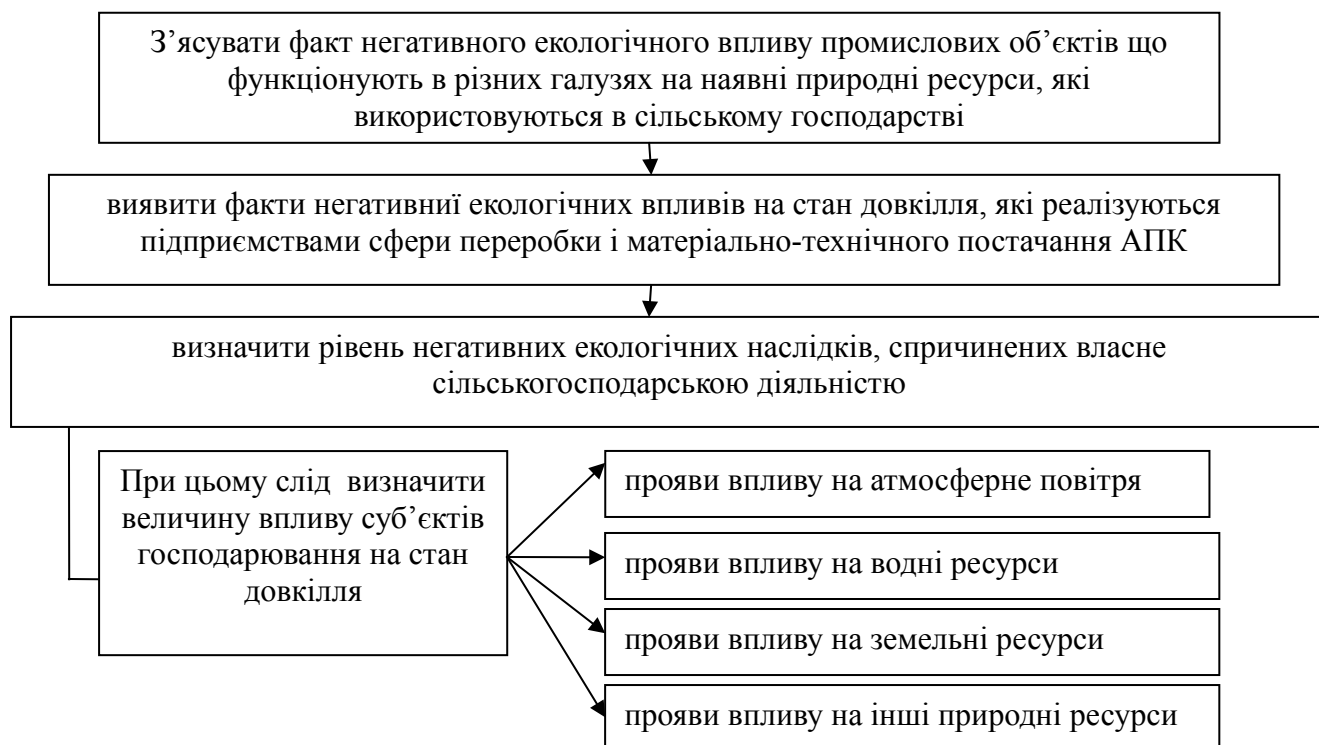 З’ясувати факт негативного екологічного впливу промислових об’єктів що
функціонують в різних галузях на наявні природні ресурси, які
використовуються в сільському господарстві
виявити факти негативниї екологічних впливів на стан довкілля, які реалізуються
підприємствами сфери переробки і матеріально-технічного постачання АПК
визначити рівень негативних екологічних наслідків, спричинених власне
сільськогосподарською діяльністю
При цьому слід визначити
величину впливу суб’єктів
господарювання на стан
довкілля
прояви впливу на атмосферне повітря
прояви впливу на водні ресурси
прояви впливу на земельні ресурси
прояви впливу на інші природні ресурси